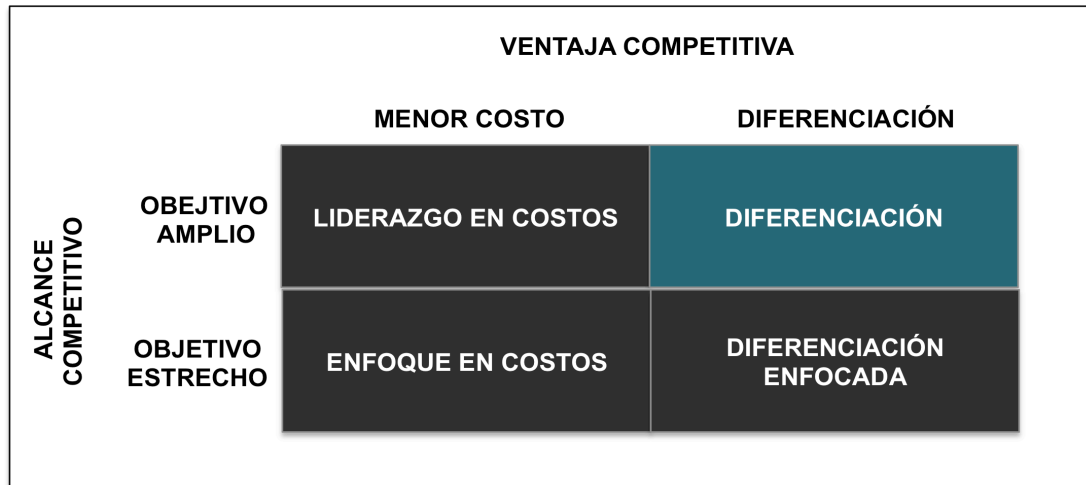 VENTAJA COMPETITIVA
MENOR COSTO
DIFERENCIACIÓN
ALCANCE
COMPETITIVO
OBEJTIVO
AMPLIO
LIDERAZGO EN COSTOS
DIFERENCIACIÓN
OBJETIVO
ESTRECHO
ENFOQUE EN COSTOS
DIFERENCIACIÓN
ENFOCADA